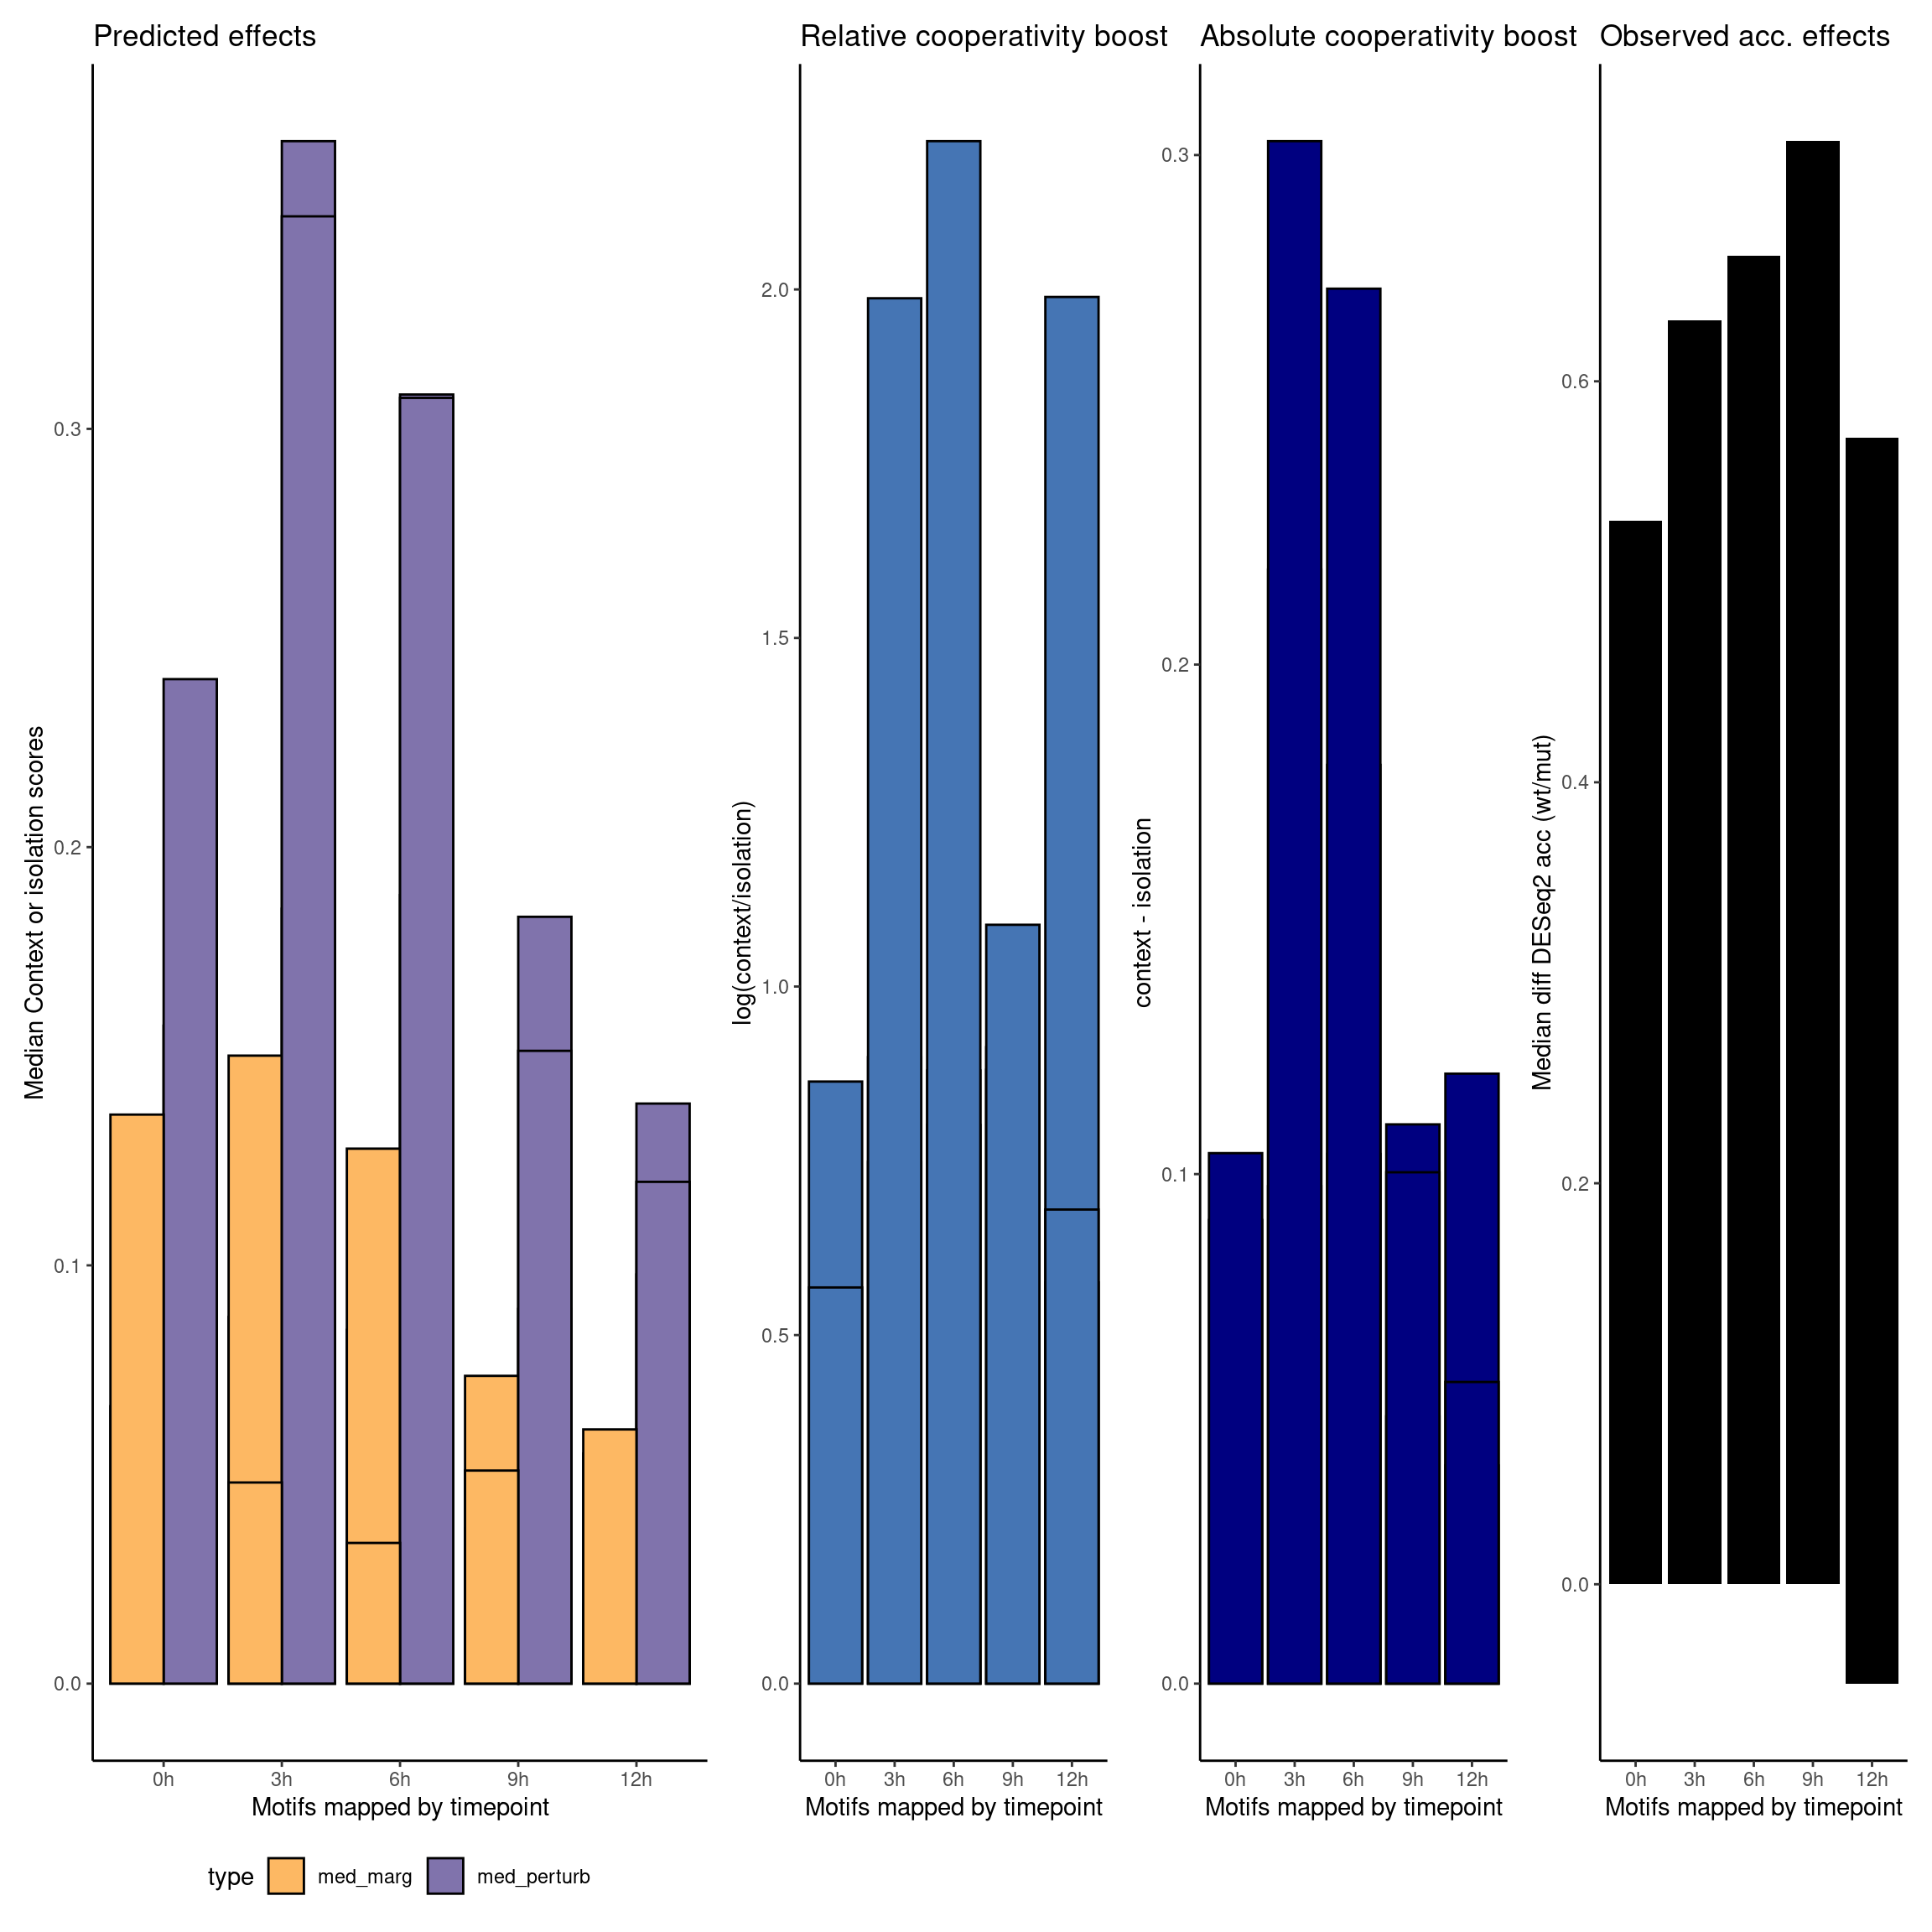 Predicted effects
Median Context or isolation scores
0.3
0.2
0.1
0.0
0h 3h 6h 9h 12h
Motifs mapped by timepoint
type med_marg med_perturb
Relative cooperativity boost
log(context/isolation)
2.0
1.5
1.0
0.5
0.0
0h 3h 6h 9h 12h
Motifs mapped by timepoint
Absolute cooperativity boost
context - isolation
0.3
0.2
0.1
0.0
0h 3h 6h 9h 12h
Motifs mapped by timepoint
Observed acc. effects
Median diff DESeq2 acc (wt/mut)
0.6
0.4
0.2
0.0
0h 3h 6h 9h 12h
Motifs mapped by timepoint